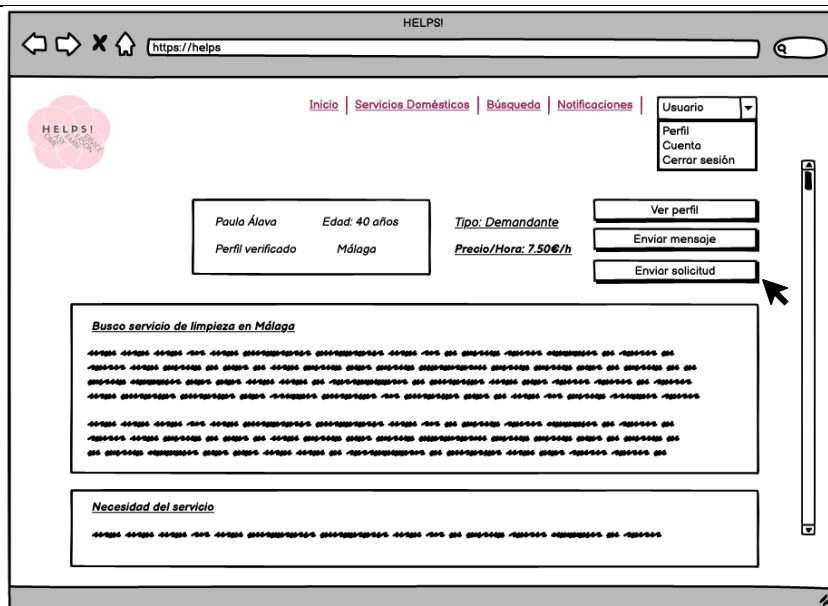 HELPS!
https://helps
Inicio | Servicios Domésticos | Búsqueda | Notificaciones |
Usuario
Perfil
Cuenta
Cerrar sesión
HELPS!
Paula Álava Edad: 40 años
Perfil verificado Málaga
Tipo: Demandante
Precio/Hora: 7.50€/h
Ver perfil
Enviar mensaje
Enviar solicitud
Busco servicio de limpieza en Málaga
Necesidad del servicio